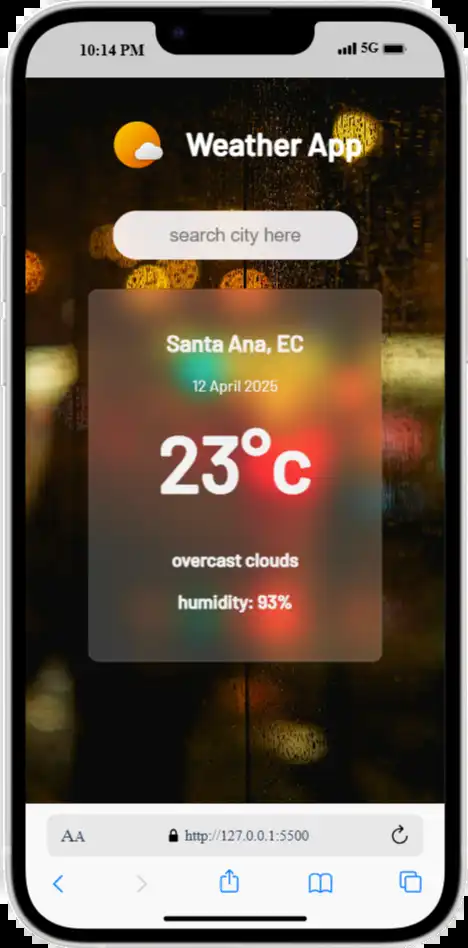 10:14 PM 5G
Weather App
search city here
Santa Ana, EC
12 April 2025
23°c
overcast clouds
humidity: 93%
AA http://127.0.0.1:5500